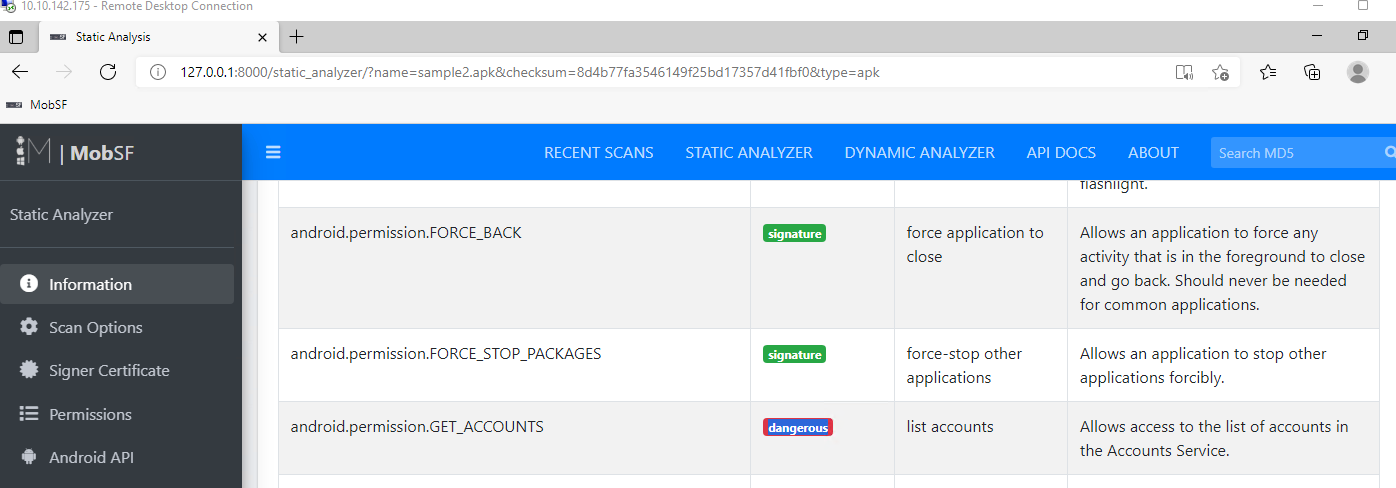 10.10.142.175 - Remote Desktop Connection
Static Analysis
127.0.0.1:8000/static_analyzer/?name=sample2.apk&checksum=8d4b77fa3546149f25bd17357d41fbf0&type=apk
MobSF
M | MobSF
RECENT SCANS STATIC ANALYZER DYNAMIC ANALYZER API DOCS ABOUT Search MD5
Static Analyzer
Information
Scan Options
Signer Certificate
Permissions
Android API
flashlight.
android.permission.FORCE_BACK
signature
force application to
close
Allows an application to force any
activity that is in the foreground to close
and go back. Should never be needed
for common applications.
android.permission.FORCE_STOP_PACKAGES
signature
force-stop other
applications
Allows an application to stop other
applications forcibly.
android.permission.GET_ACCOUNTS
dangerous
list accounts
Allows access to the list of accounts in
the Accounts Service.